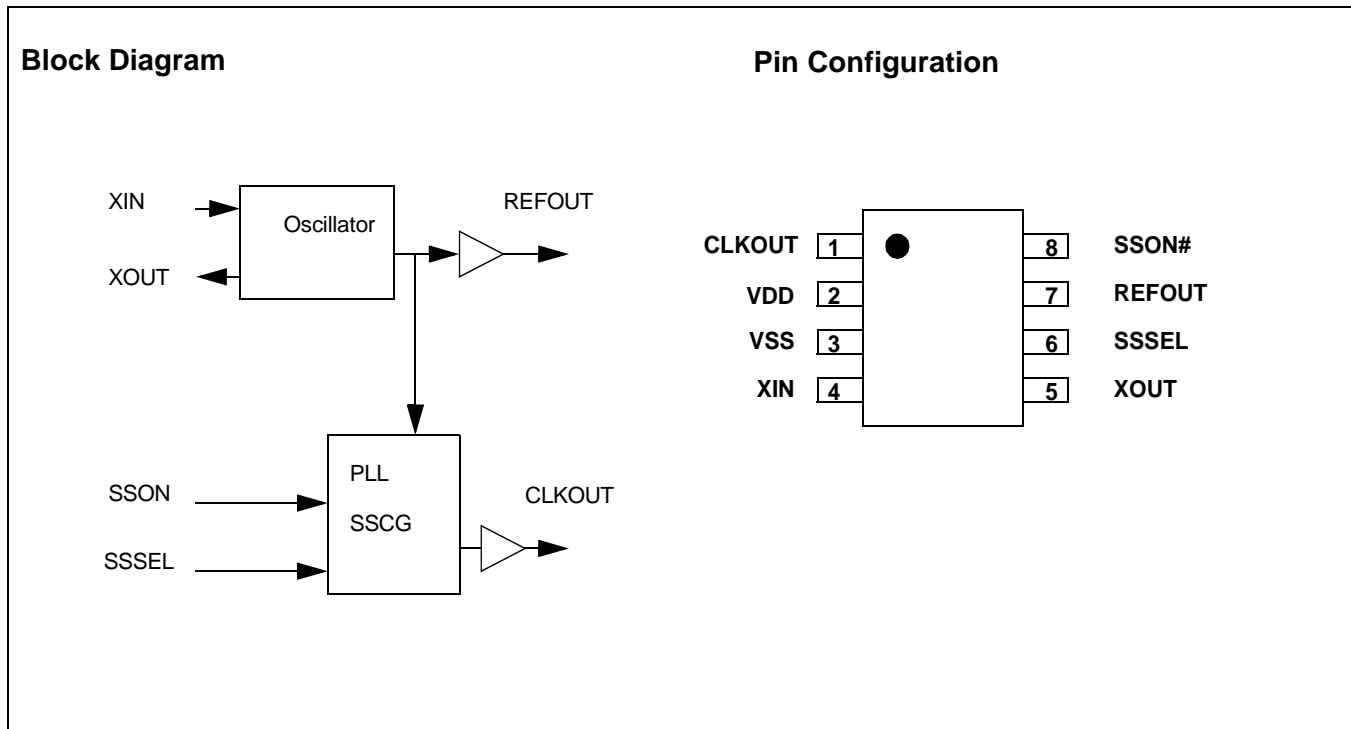 Block Diagram
XIN
XOUT
Oscillator
REFOUT
SSON
SSSEL
PLL
SSCG
CLKOUT
Pin Configuration
CLKOUT 1
VDD 2
VSS 3
XIN 4
8 SSON#
7 REFOUT
6 SSSEL
5 XOUT